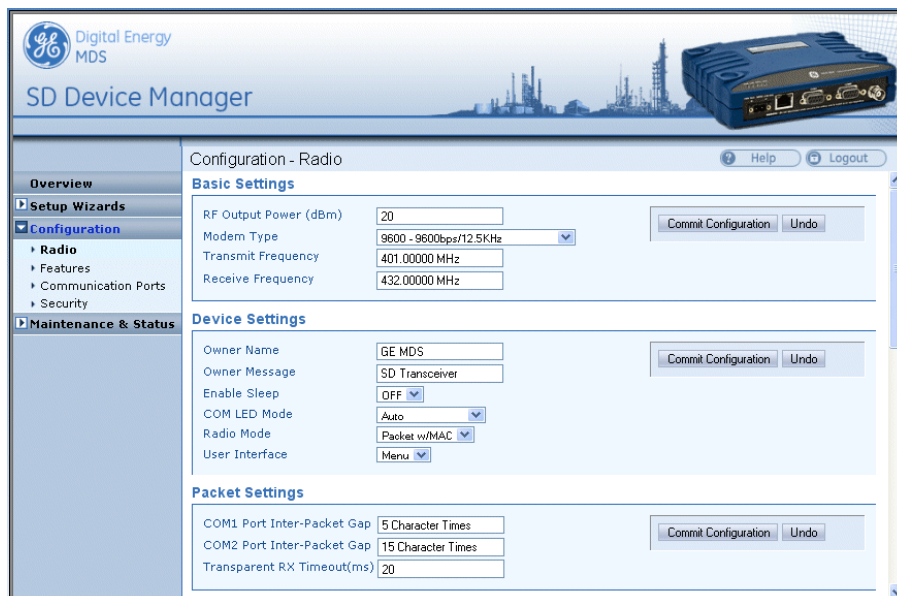 Digital Energy
MDS
SD Device Manager
Configuration - Radio
Help
Logout
Overview
Setup Wizards
Configuration
Radio
Features
Communication Ports
Security
Maintenance & Status
Basic Settings
RF Output Power (dBm) 20
Modem Type 9600 - 9600bps/12.5KHz
Transmit Frequency 401.00000 MHz
Receive Frequency 432.00000 MHz
Commit Configuration Undo
Device Settings
Owner Name GE MDS
Owner Message SD Transceiver
Enable Sleep OFF
COM LED Mode Auto
Radio Mode Packet w/MAC
User Interface Menu
Commit Configuration Undo
Packet Settings
COM1 Port Inter-Packet Gap 5 Character Times
COM2 Port Inter-Packet Gap 15 Character Times
Transparent RX Timeout(ms) 20
Commit Configuration Undo